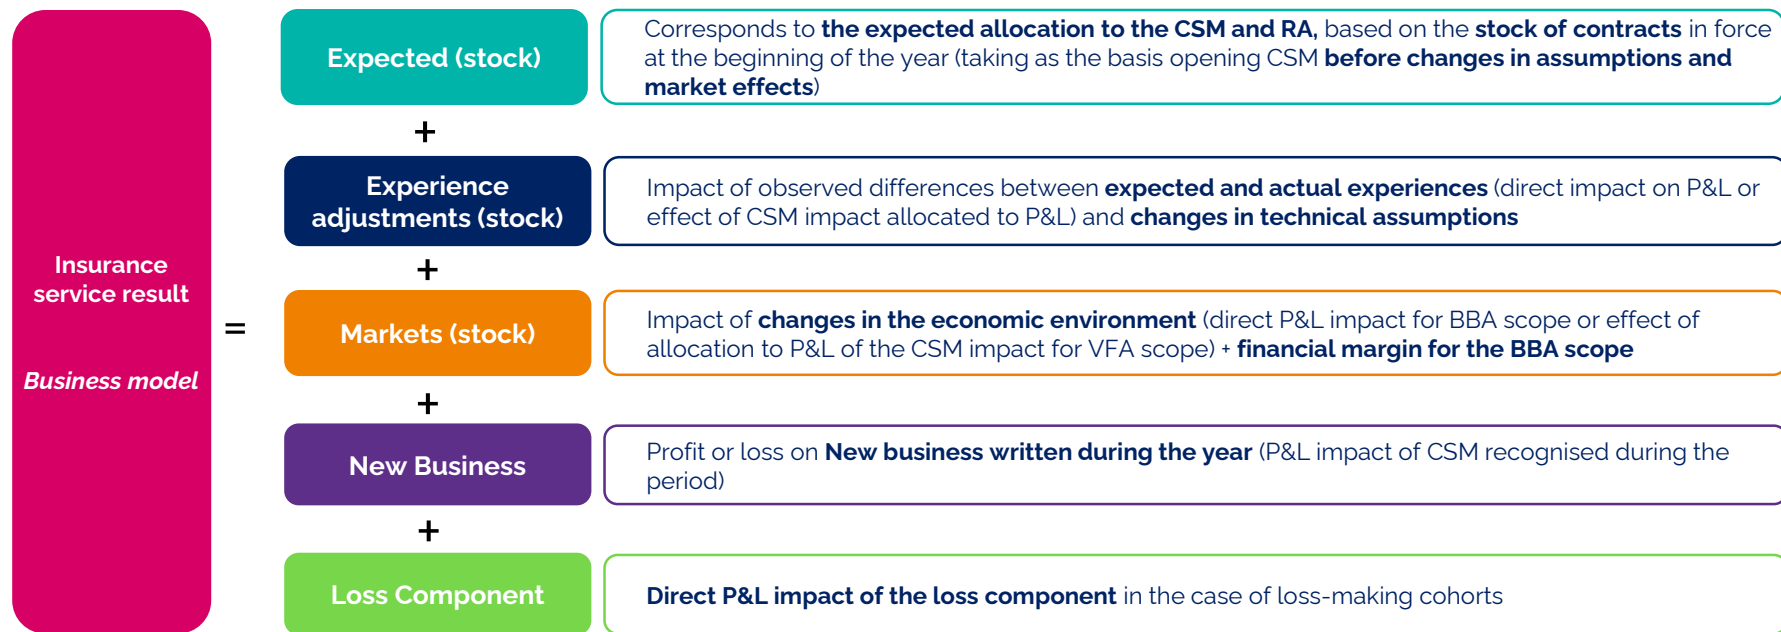 Insurance
service result
Business model
=
Expected (stock)
Corresponds to the expected allocation to the CSM and RA, based on the stock of contracts in force
at the beginning of the year (taking as the basis opening CSM before changes in assumptions and
market effects)
+
Experience
adjustments (stock)
Impact of observed differences between expected and actual experiences (direct impact on P&L or
effect of CSM impact allocated to P&L) and changes in technical assumptions
+
Markets (stock)
Impact of changes in the economic environment (direct P&L impact for BBA scope or effect of
allocation to P&L of the CSM impact for VFA scope) + financial margin for the BBA scope
+
New Business
Profit or loss on New business written during the year (P&L impact of CSM recognised during the
period)
+
Loss Component
Direct P&L impact of the loss component in the case of loss-making cohorts